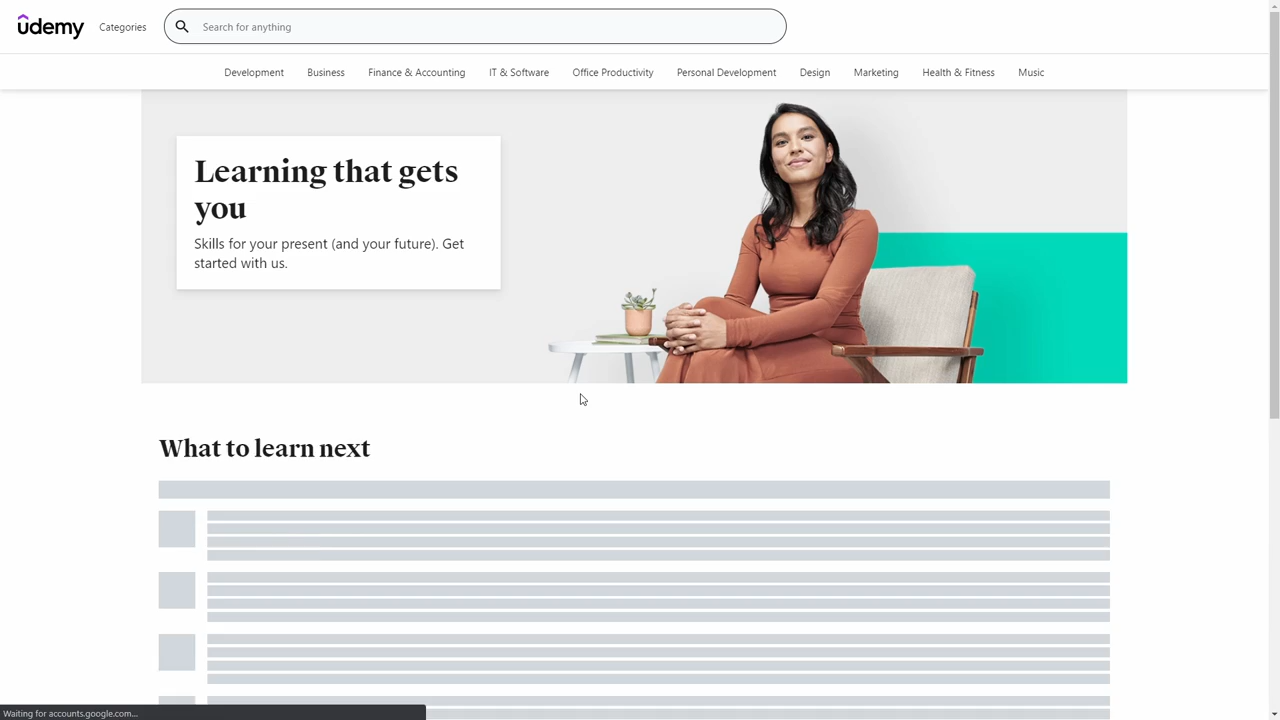 ûdemy
Categories
Search for anything
Development
Business
Finance & Accounting
IT & Software
Office Productivity
Personal Development
Design
Marketing
Health & Fitness
Music
Learning that gets
you
Skills for your present (and your future). Get
started with us.
What to learn next
Waiting for accounts.google.com...